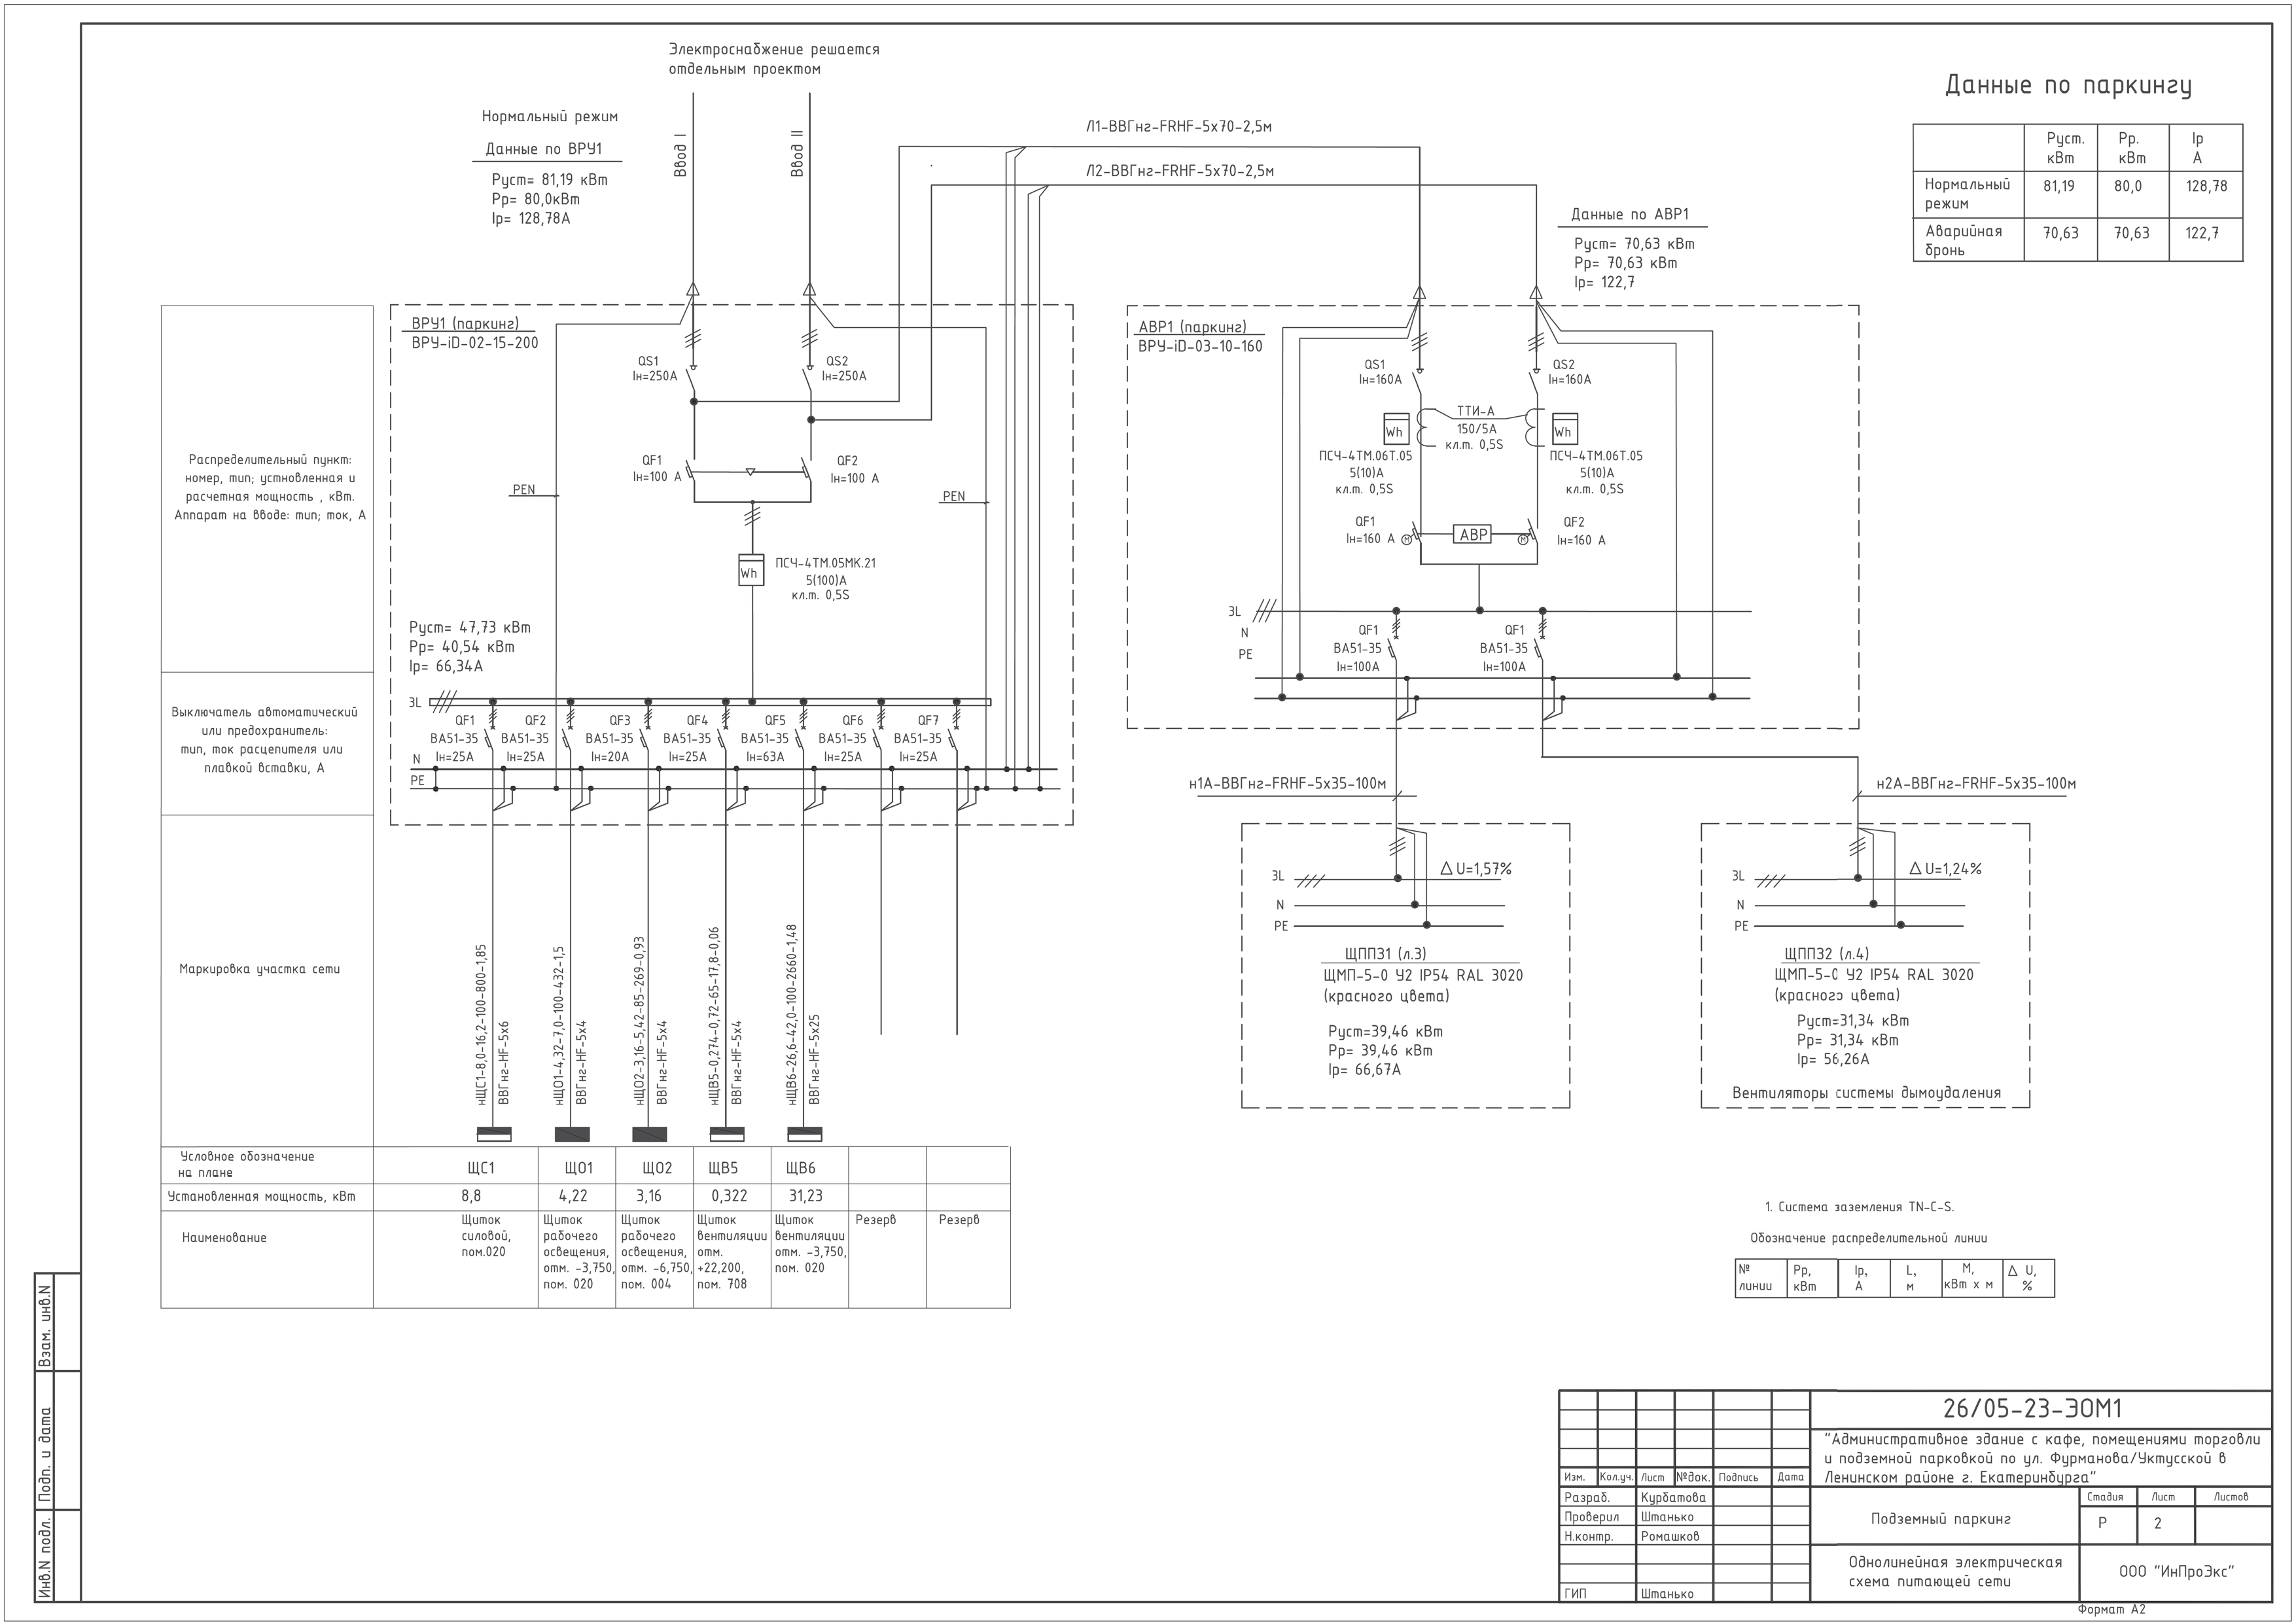 Электроснабжение решается
отдельным проектом
Нормальный режим
Данные по ВРУ1
Руст= 81,19 кВт
Рр= 80,0кВт
Iр= 128,78А
Ввод I
Ввод II
Л1-ВВГнг-FRHF-5х70-2,5м
Л2-ВВГнг-FRHF-5х70-2,5м
Данные по АВР1
Руст= 70,63 кВт
Рр= 70,63 кВт
Iр= 122,7
Данные по паркингу
Руст. кВт
Рр. кВт
Iр А
Нормальный режим 81,19 80,0 128,78
Аварийная бронь 70,63 70,63 122,7
Распределительный пункт:
номер, тип; устновленная и
расчетная мощность , кВт.
Аппарат на вводе: тип; ток, А
Выключатель автоматический
или предохранитель:
тип, ток расцепителя или
плавкой вставки, А
Маркировка участка сети
ВРУ1 (паркинг)
ВРУ-iD-02-15-200
QS1
Iн=250А
QS2
Iн=250А
QF1
Iн=100 А
QF2
Iн=100 А
PEN
PEN
Wh
ПСЧ-4ТМ.05МК.21
5(100)А
кл.т. 0,5S
Руст= 47,73 кВт
Рр= 40,54 кВт
Iр= 66,34А
3L
QF1
ВА51-35
Iн=25А
QF2
ВА51-35
Iн=25А
QF3
ВА51-35
Iн=20А
QF4
ВА51-35
Iн=25А
QF5
ВА51-35
Iн=63А
QF6
ВА51-35
Iн=25А
QF7
ВА51-35
Iн=25А
N
PE
нЩС1-8,0-16,2-100-800-1,85
ВВГнг-HF-5х6
нЩО1-4,32-7,0-100-432-1,5
ВВГнг-HF-5х4
нЩО2-3,16-5,42-85-269-0,93
ВВГнг-HF-5х4
нЩВ5-0,274-0,72-65-17,8-0,06
ВВГнг-HF-5х4
нЩВ6-26,6-42,0-100-2660-1,48
ВВГнг-HF-5х25
АВР1 (паркинг)
ВРУ-iD-03-10-160
QS1
Iн=160А
QS2
Iн=160А
Wh
ТТИ-А
150/5А
кл.т. 0,5S
Wh
ПСЧ-4ТМ.06Т.05
5(10)А
кл.т. 0,5S
ПСЧ-4ТМ.06Т.05
5(10)А
кл.т. 0,5S
QF1
Iн=160 А
М
АВР
М
QF2
Iн=160 А
3L
N
PE
QF1
ВА51-35
Iн=100А
QF1
ВА51-35
Iн=100А
н1А-ВВГнг-FRHF-5х35-100м
н2А-ВВГнг-FRHF-5х35-100м
3L
N
PE
Δ U=1,57%
ЩППЗ1 (л.3)
ЩМП-5-0 У2 IP54 RAL 3020
(красного цвета)
Руст=39,46 кВт
Рр= 39,46 кВт
Iр= 66,67А
3L
N
PE
Δ U=1,24%
ЩППЗ2 (л.4)
ЩМП-5-0 У2 IP54 RAL 3020
(красного цвета)
Руст=31,34 кВт
Рр= 31,34 кВт
Iр= 56,26А
Вентиляторы системы дымоудаления
Условное обозначение
на плане
ЩС1 ЩО1 ЩО2 ЩВ5 ЩВ6
Установленная мощность, кВт 8,8 4,22 3,16 0,322 31,23
Наименование
Щиток
силовой,
пом.020
Щиток
рабочего
освещения,
отм. -3,750,
пом. 020
Щиток
рабочего
освещения,
отм. -6,750,
пом. 004
Щиток
вентиляции
отм.
+22,200,
пом. 708
Щиток
вентиляции
отм. -3,750,
пом. 020
Резерв
Резерв
1. Система заземления TN-C-S.
Обозначение распределительной линии
№ линии
Рр, кВт
Iр, А
L, м
М, кВт х м
Δ U, %
Взам. инв.N
Подп. и дата
Инв.N подл.
26/05-23-ЭОМ1
"Административное здание с кафе, помещениями торговли
и подземной парковкой по ул. Фурманова/Уктусской в
Ленинском районе г. Екатеринбурга"
Изм. Кол.уч. Лист №док. Подпись Дата
Разраб. Курбатова
Проверил Штанько
Н.контр. Ромашков
ГИП Штанько
Подземный паркинг
Стадия Лист Листов
Р 2
Однолинейная электрическая
схема питающей сети
ООО "ИнПроЭкс"
Формат А2